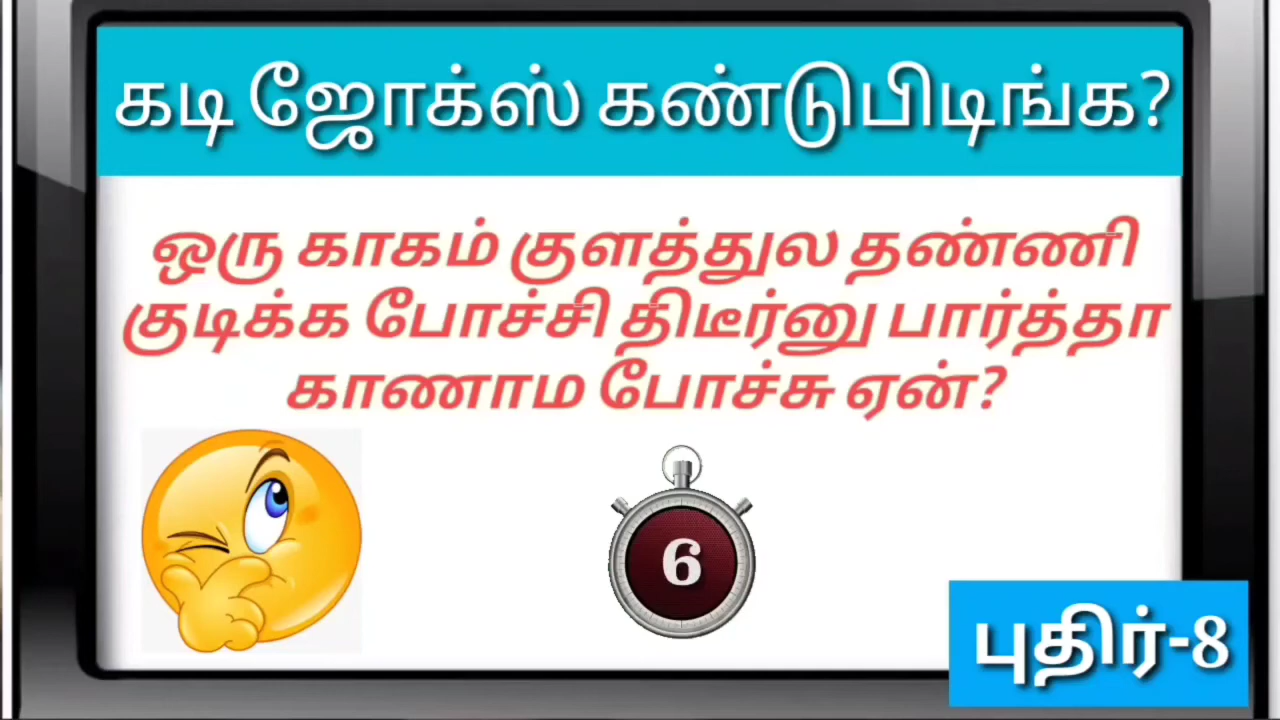 கடி ஜோக்ஸ் கண்டுபிடிங்க?
ஒரு காகம் குளத்துல தண்ணி
குடிக்க போச்சி திடீர்னு பார்த்தா
காணாம போச்சு ஏன்?
6
புதிர்-8